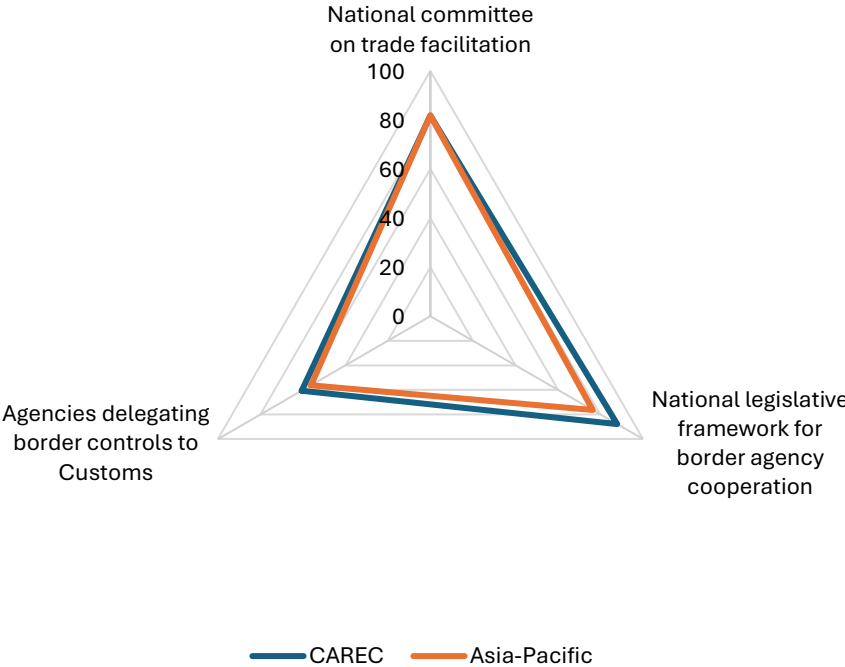 National committee
on trade facilitation
100
80
60
40
20
0
Agencies delegating
border controls to
Customs
National legislative
framework for
border agency
cooperation
CAREC
Asia-Pacific